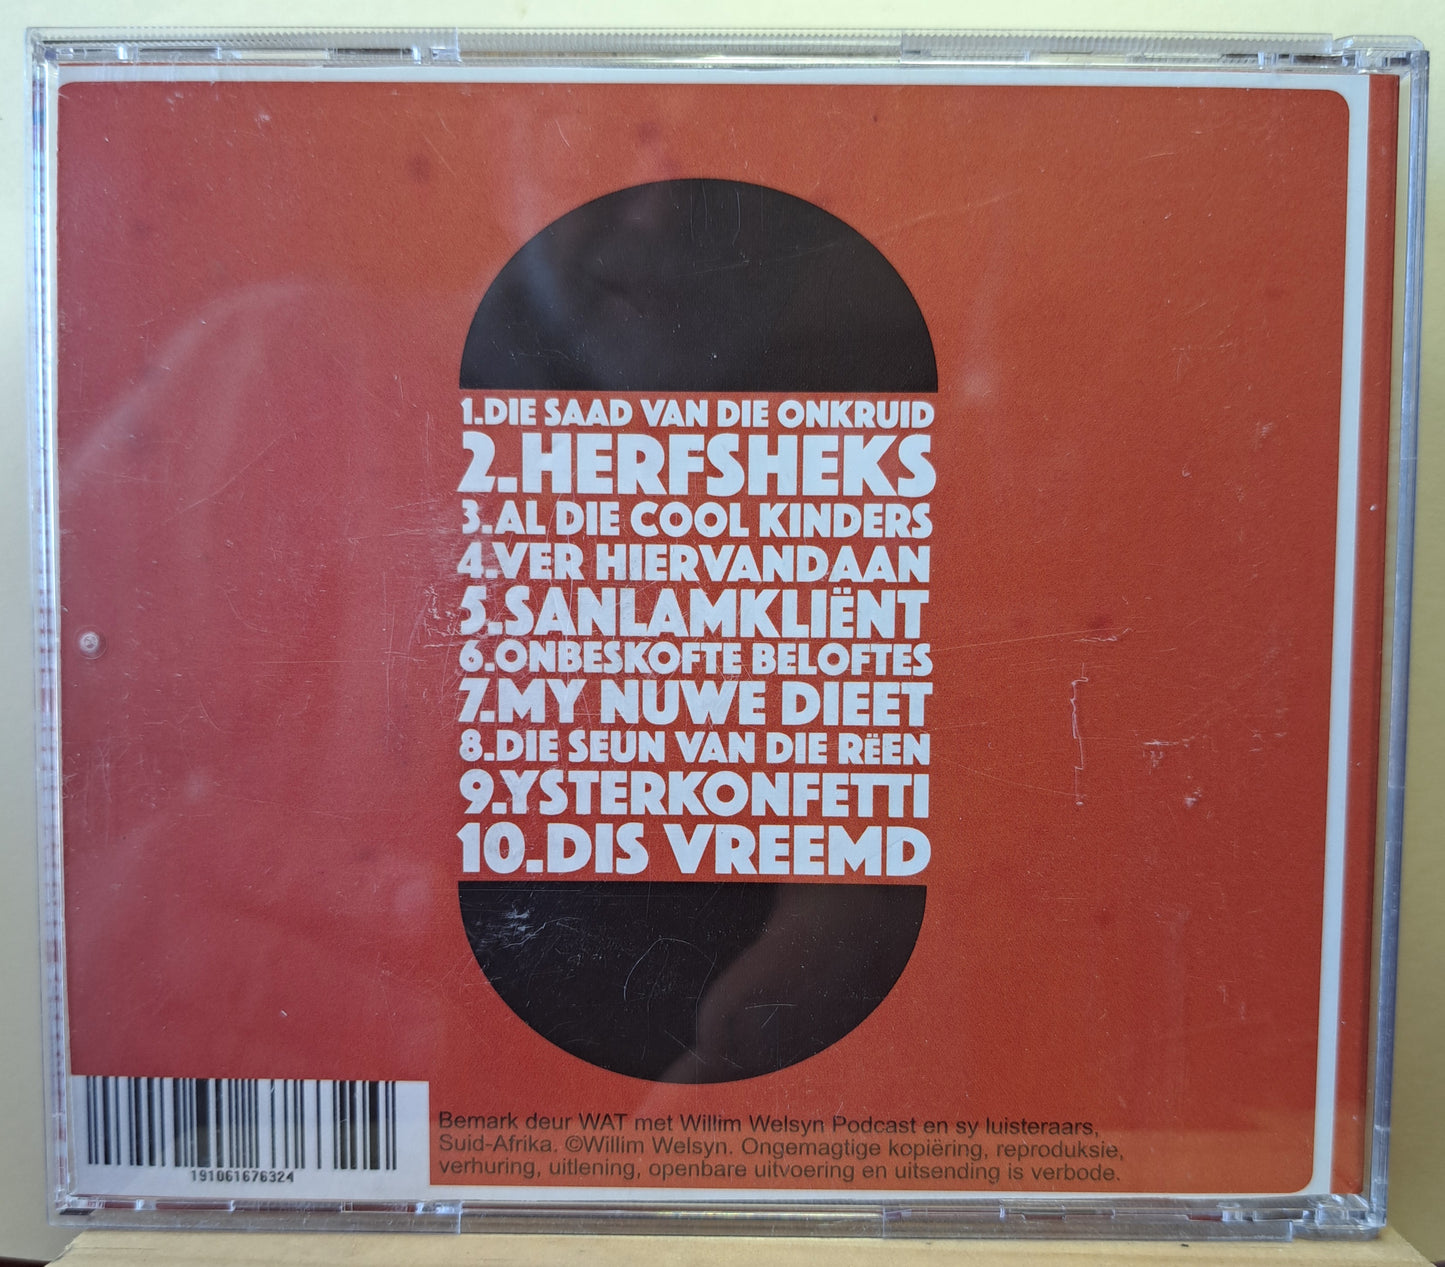 1.DIE SAAD VAN DIE ONKRUID
2.HERFSHEKS
3.AL DIE COOL KINDERS
4.VER HIERVANDAAN
5.SANLAMKLIËNT
6.ONBESKOFTE BELOFTES
7.MY NUWE DIEET
8.DIE SEUN VAN DIE RËEN
9.YSTERKONFETTI
10.DIS VREEMD
Bemark deur WAT met Willim Welsyn Podcast en sy luisteraars,
Suid-Afrika. ©Willim Welsyn. Ongemagtige kopiëring, reproduksie,
verhuring, uitlening, openbare uitvoering en uitsending is verbode.
191061676324